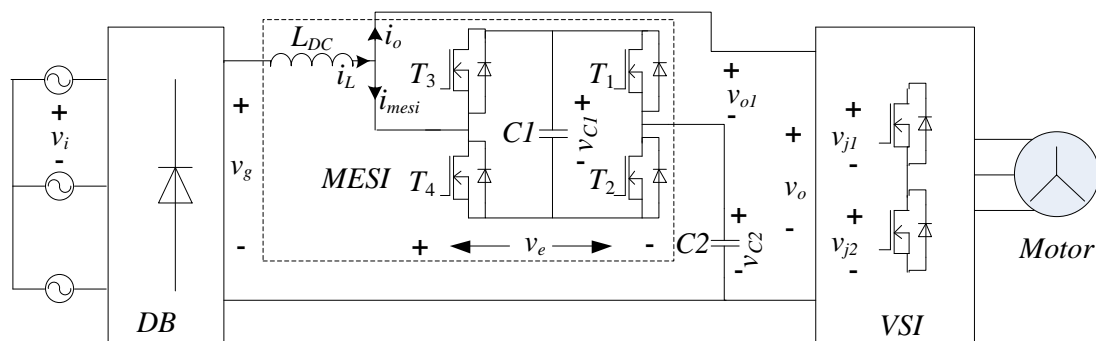 L_DC
i_o
i_L
i_mesi
T_3
T_1
+
v_o1
-
C1
+
v_C1
-
+
v_i
-
+
v_g
-
MESI
T_4
T_2
+
v_e
-
C2
+
v_C2
-
+
v_o
-
+
v_j1
-
+
v_j2
-
Motor
DB
VSI